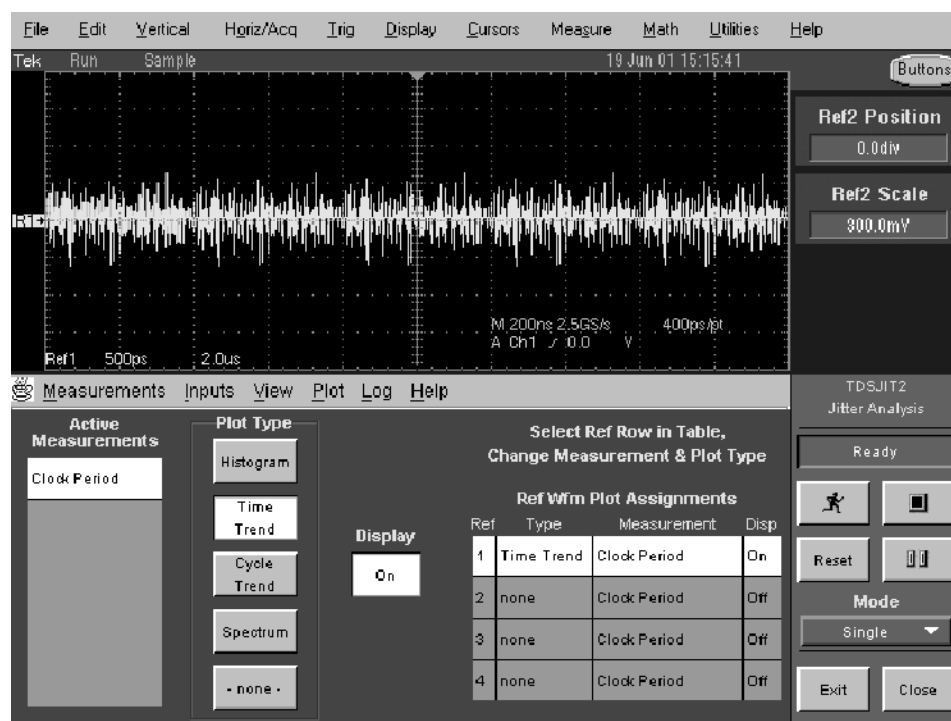 File Edit Vertical Horiz/Acq Trig Display Cursors Measure Math Utilities Help
Tek Run Sample 19 Jun 01 15:15:41
Buttons
Ref2 Position
0.0div
Ref2 Scale
300.0mV
R1
M 200ns 2.5GS/s 400ps/pt
A Ch1 0.0 V
Ref1 500ps 2.0us
Measurements Inputs View Plot Log Help
TDSJIT2
Jitter Analysis
Active
Measurements
Clock Period
Plot Type
Histogram
Time
Trend
Cycle
Trend
Spectrum
- none -
Display
On
Select Ref Row in Table,
Change Measurement & Plot Type
Ref Wfm Plot Assignments
Ref Type Measurement Disp
1 Time Trend Clock Period On
2 none Clock Period Off
3 none Clock Period Off
4 none Clock Period Off
Ready
Reset
Mode
Single
Exit Close